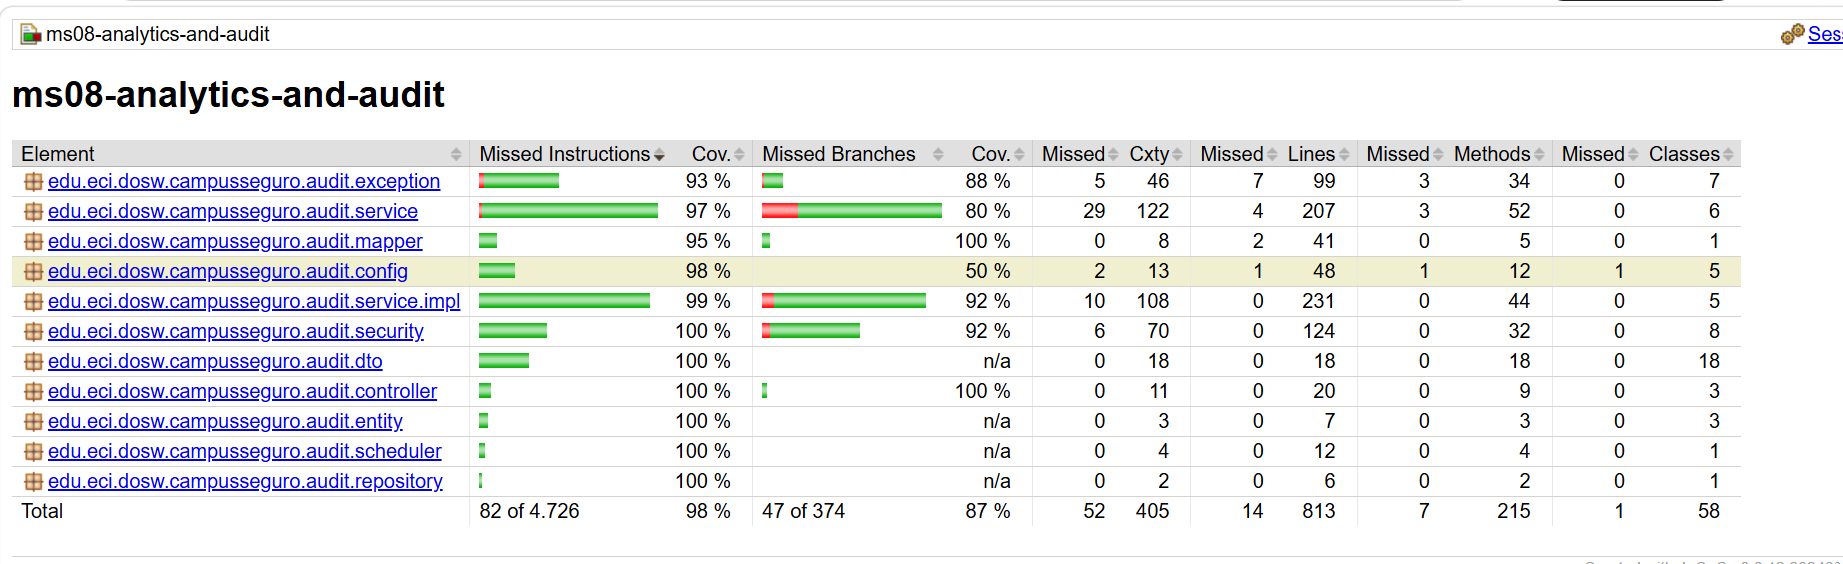 ms08-analytics-and-audit
Ses
ms08-analytics-and-audit
Element Missed Instructions Cov. Missed Branches Cov. Missed Cxty Missed Lines Missed Methods Missed Classes
edu.eci.dosw.campusseguro.audit.exception 93 % 88 % 5 46 7 99 3 34 0 7
edu.eci.dosw.campusseguro.audit.service 97 % 80 % 29 122 4 207 3 52 0 6
edu.eci.dosw.campusseguro.audit.mapper 95 % 100 % 0 8 2 41 0 5 0 1
edu.eci.dosw.campusseguro.audit.config 98 % 50 % 2 13 1 48 1 12 1 5
edu.eci.dosw.campusseguro.audit.service.impl 99 % 92 % 10 108 0 231 0 44 0 5
edu.eci.dosw.campusseguro.audit.security 100 % 92 % 6 70 0 124 0 32 0 8
edu.eci.dosw.campusseguro.audit.dto 100 % n/a 0 18 0 18 0 18 0 18
edu.eci.dosw.campusseguro.audit.controller 100 % 100 % 0 11 0 20 0 9 0 3
edu.eci.dosw.campusseguro.audit.entity 100 % n/a 0 3 0 7 0 3 0 3
edu.eci.dosw.campusseguro.audit.scheduler 100 % n/a 0 4 0 12 0 4 0 1
edu.eci.dosw.campusseguro.audit.repository 100 % n/a 0 2 0 6 0 2 0 1
Total 82 of 4.726 98 % 47 of 374 87 % 52 405 14 813 7 215 1 58